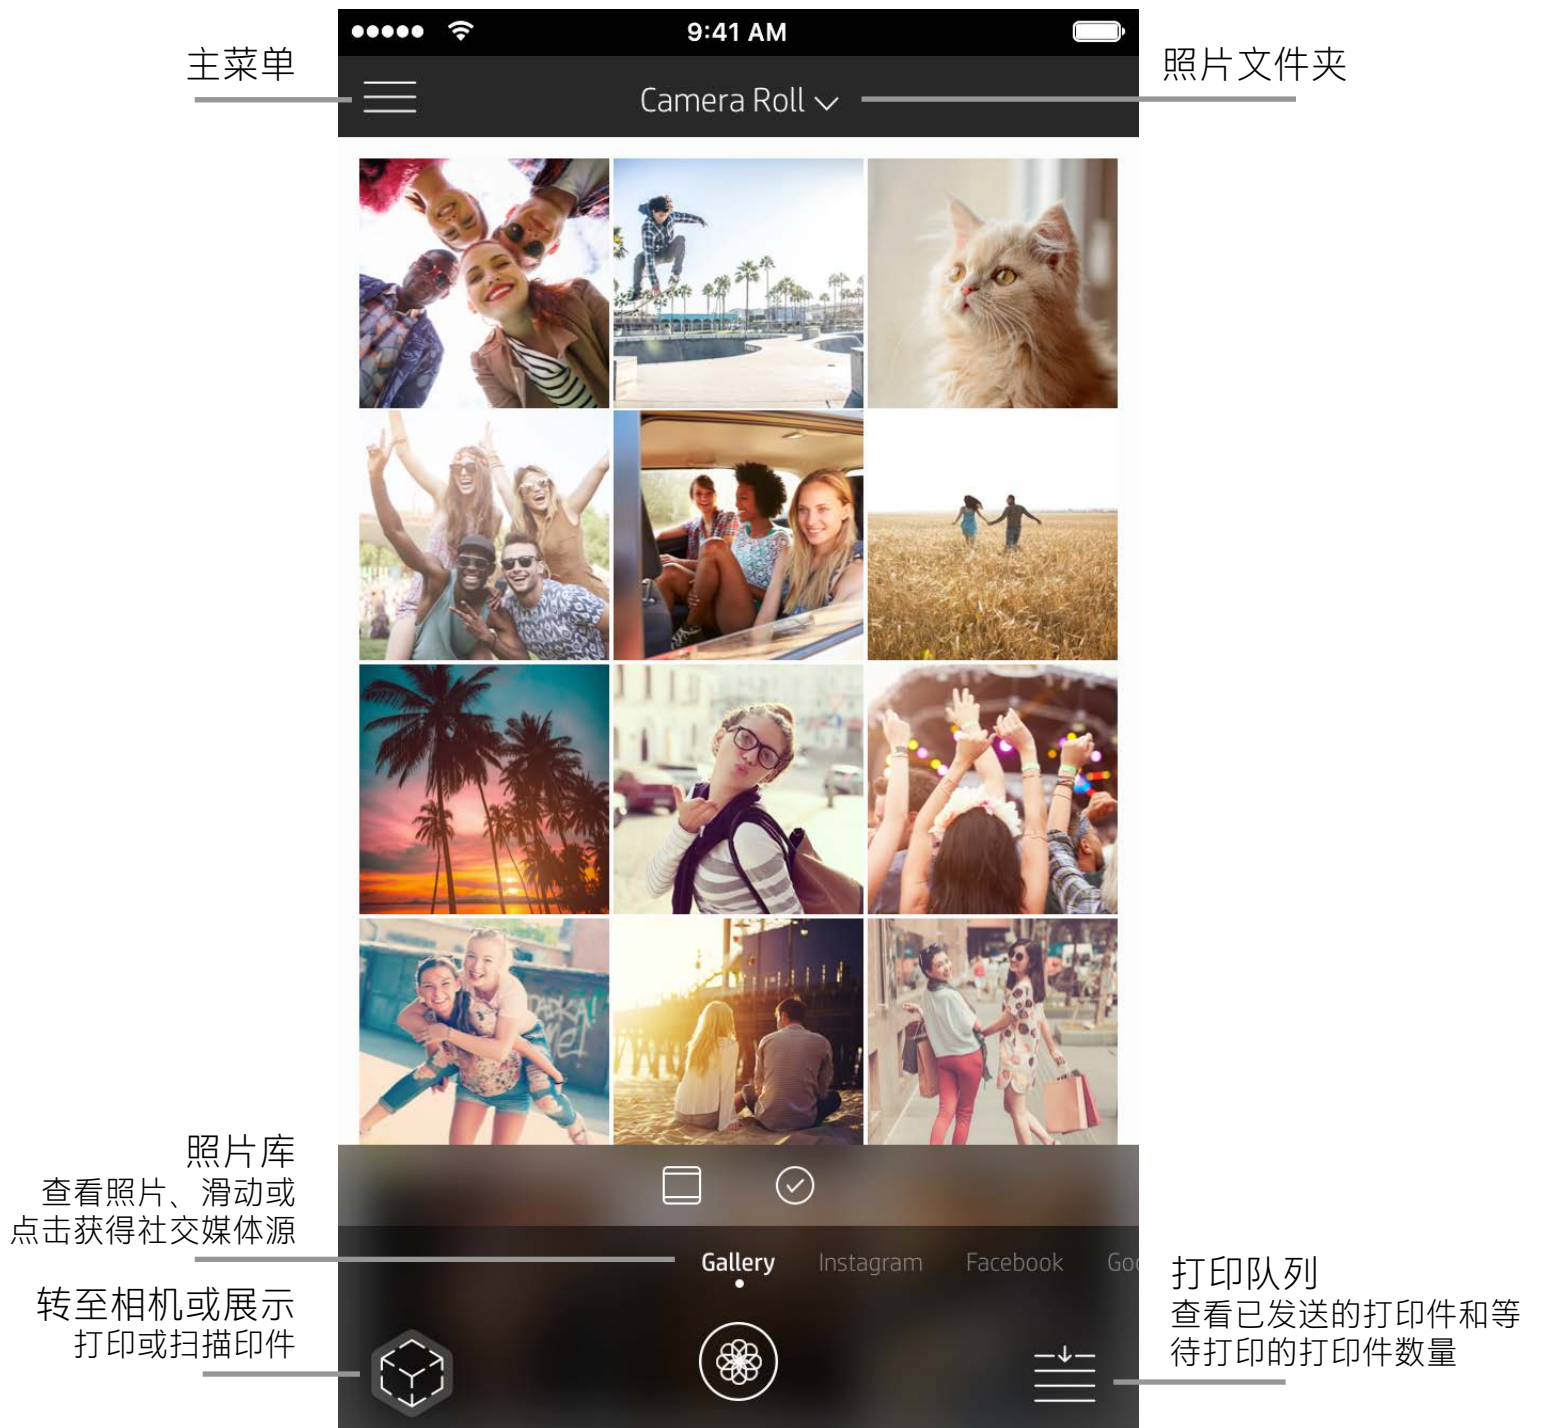 9:41 AM
主菜单
Camera Roll
照片文件夹
照片库
查看照片、滑动或
点击获得社交媒体源
Gallery Instagram Facebook Goo
转至相机或展示
打印或扫描印件
打印队列
查看已发送的打印件和等
待打印的打印件数量